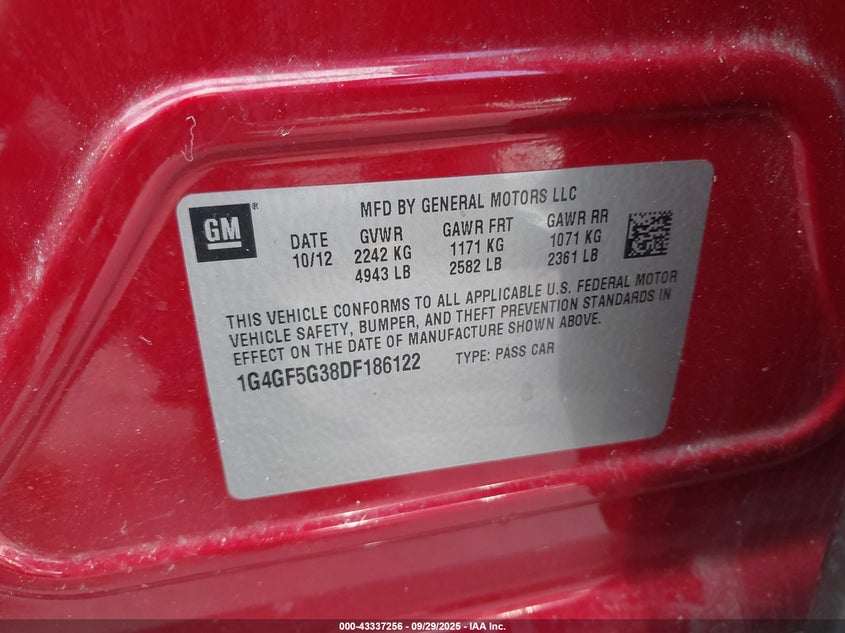 MFD BY GENERAL MOTORS LLC
GM®
DATE GVWR GAWR FRT GAWR RR
10/12 2242 KG 1171 KG 1071 KG
4943 LB 2582 LB 2361 LB
THIS VEHICLE CONFORMS TO ALL APPLICABLE U.S. FEDERAL MOTOR
VEHICLE SAFETY, BUMPER, AND THEFT PREVENTION STANDARDS IN
EFFECT ON THE DATE OF MANUFACTURE SHOWN ABOVE.
1G4GF5G38DF186122 TYPE: PASS CAR
000-43337256 - 09/29/2025 - IAA Inc.